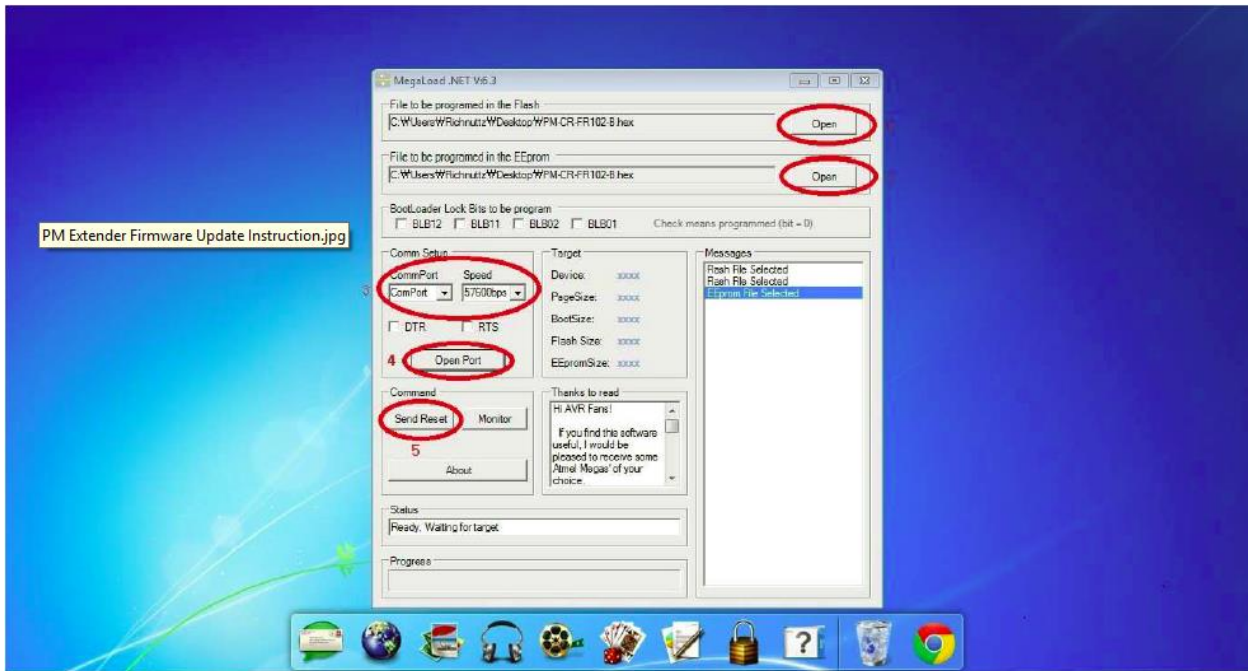 MegaLoad .NET V:6.3
File to be programed in the Flash
C:₩Users₩Richnuttz₩Desktop₩PM-CR-FR102-B.hex
Open
File to be programed in the EEprom
C:₩Users₩Richnuttz₩Desktop₩PM-CR-FR102-B.hex
Open
BootLoader Lock Bits to be program
BLB12 BLB11 BLB02 BLB01 Check means programmed (bit = 0)
PM Extender Firmware Update Instruction.jpg
Comm Setup
CommPort Speed
3 ComPort 57600bps
DTR RTS
4 Open Port
Target
Device: xxxx
PageSize: xxxx
BootSize: xxxx
Flash Size: xxxx
EEpromSize: xxxx
Messages
Flash File Selected
Flash File Selected
EEprom File Selected
Command
Send Reset Monitor
5
About
Thanks to read
Hi AVR Fans!
If you find this software
useful, I would be
pleased to receive some
'Atmel Megas' of your
choice.
Status
Ready. Waiting for target
Progress
?